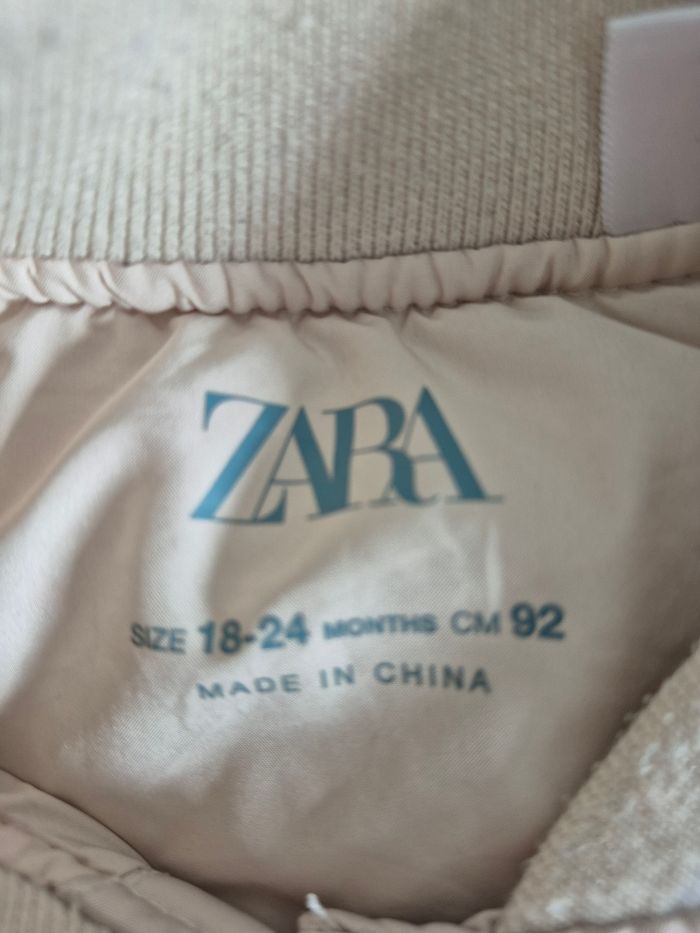 ZARA
SIZE 18-24 MONTHS CM 92
MADE IN CHINA